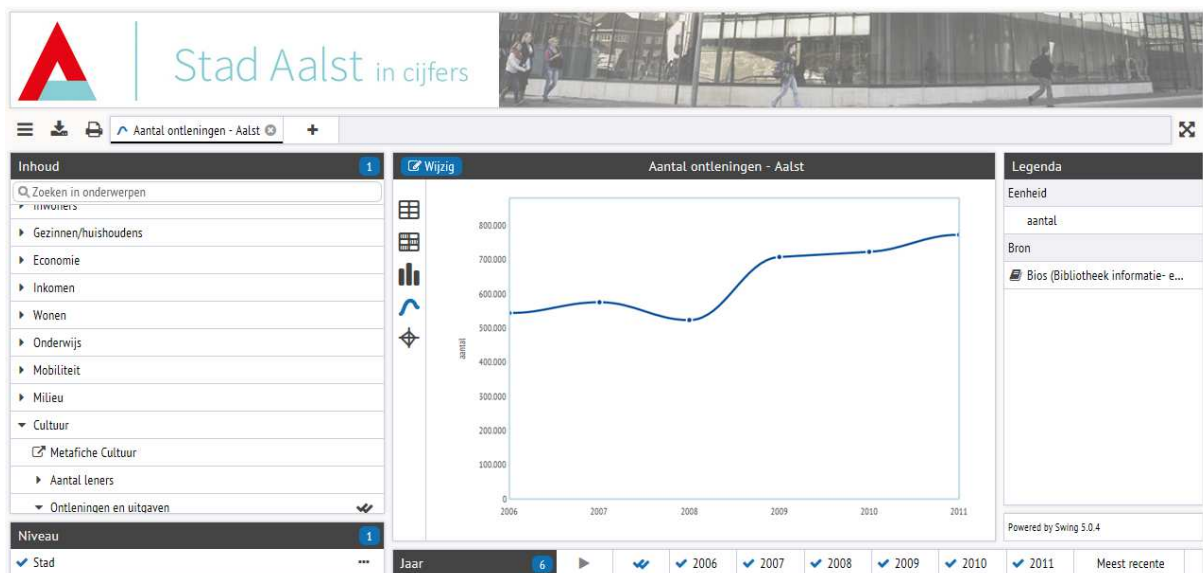 Stad Aalst in cijfers
Aantal ontleningen - Aalst
+
Inhoud 1
Zoeken in onderwerpen
Inwoners
Gezinnen/huishoudens
Economie
Inkomen
Wonen
Onderwijs
Mobiliteit
Milieu
Cultuur
Metafiche Cultuur
Aantal leners
Ontleningen en uitgaven
Niveau 1
Stad
Wijzig
Aantal ontleningen - Aalst
800.000
700.000
600.000
500.000
400.000
300.000
200.000
100.000
0
aantal
2006 2007 2008 2009 2010 2011
Legenda
Eenheid
aantal
Bron
Bios (Bibliotheek informatie- e...
Powered by Swing 5.0.4
Jaar 6 2006 2007 2008 2009 2010 2011 Meest recente